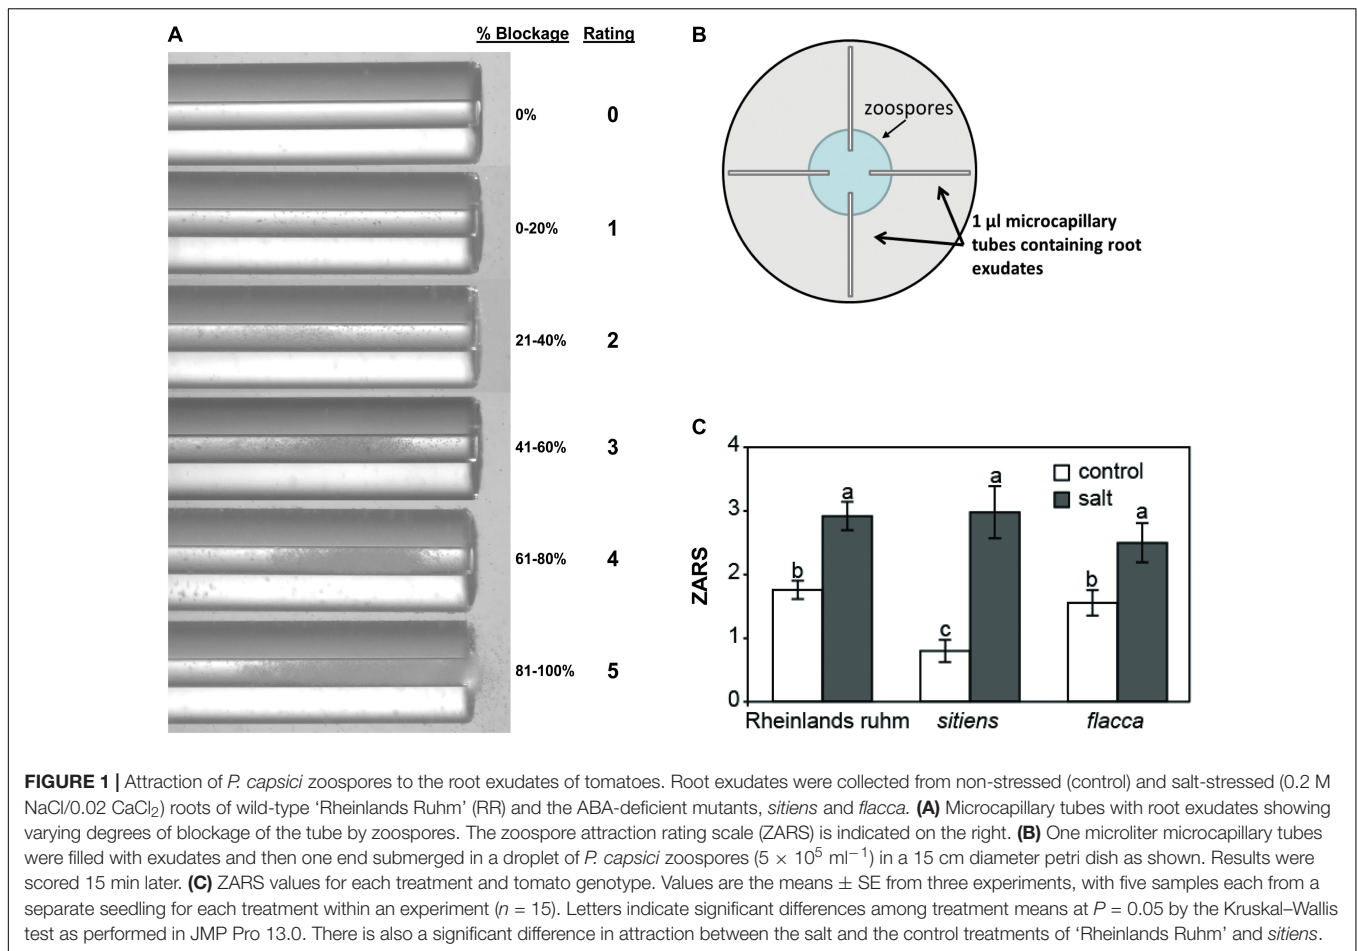 A
% Blockage Rating
0% 0
0-20% 1
21-40% 2
41-60% 3
61-80% 4
81-100% 5
B
zoospores
1 µl microcapillary
tubes containing root
exudates
C
ZARS
4
3
2
1
0
control
salt
b
a
c
a
b
a
Rheinlands ruhm
sitiens
flacca
FIGURE 1 | Attraction of P. capsici zoospores to the root exudates of tomatoes. Root exudates were collected from non-stressed (control) and salt-stressed (0.2 M
NaCl/0.02 CaCl₂) roots of wild-type ‘Rheinlands Ruhm’ (RR) and the ABA-deficient mutants, sitiens and flacca. (A) Microcapillary tubes with root exudates showing
varying degrees of blockage of the tube by zoospores. The zoospore attraction rating scale (ZARS) is indicated on the right. (B) One microliter microcapillary tubes
were filled with exudates and then one end submerged in a droplet of P. capsici zoospores (5 × 10⁵ ml⁻¹) in a 15 cm diameter petri dish as shown. Results were
scored 15 min later. (C) ZARS values for each treatment and tomato genotype. Values are the means ± SE from three experiments, with five samples each from a
separate seedling for each treatment within an experiment (n = 15). Letters indicate significant differences among treatment means at P = 0.05 by the Kruskal–Wallis
test as performed in JMP Pro 13.0. There is also a significant difference in attraction between the salt and the control treatments of ‘Rheinlands Ruhm’ and sitiens.